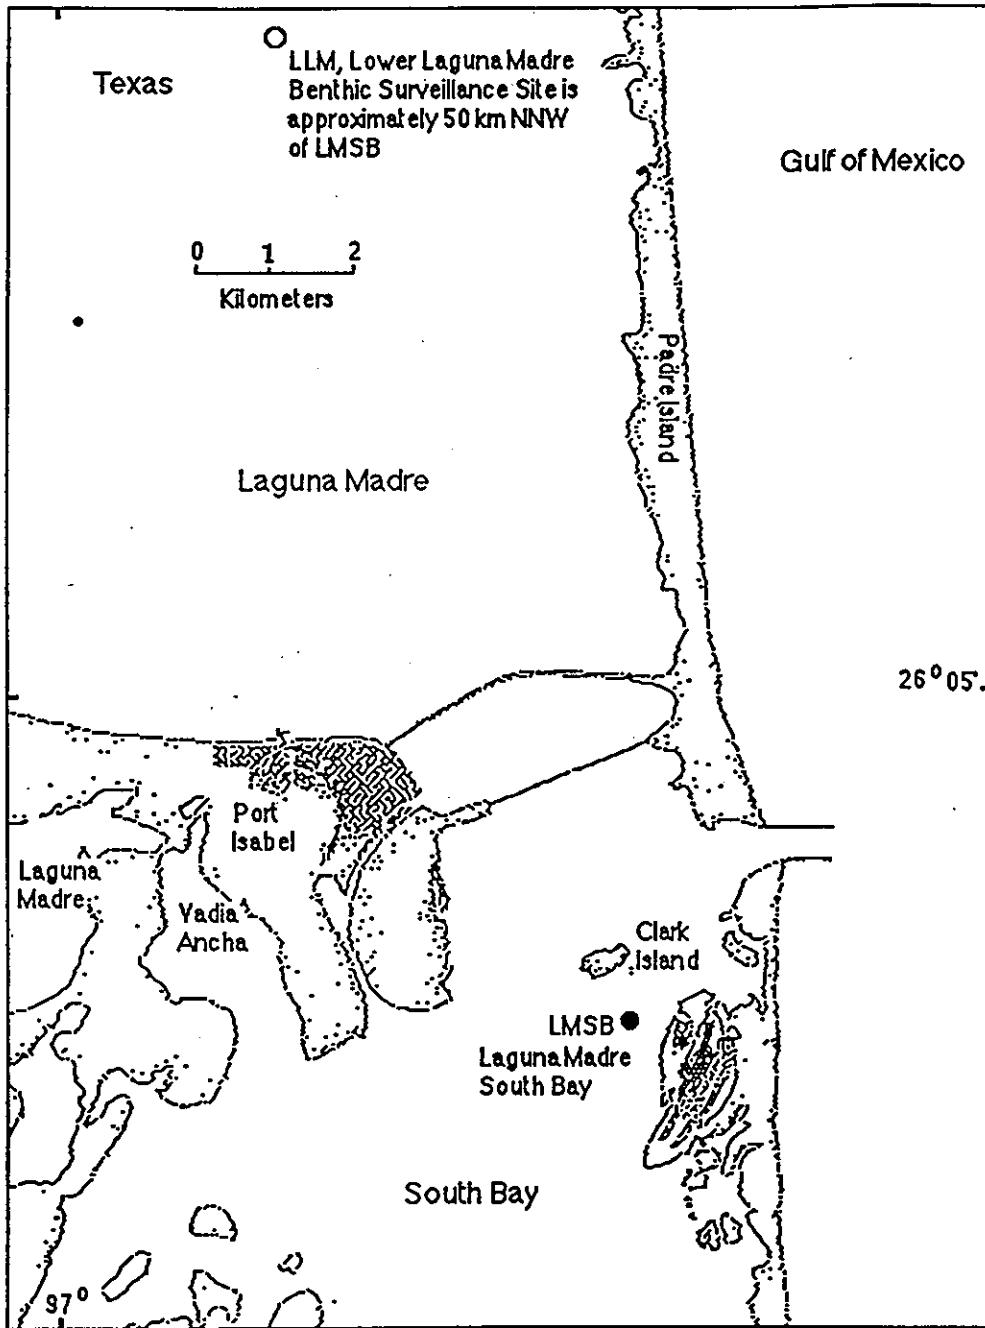 Texas
LLM, Lower Laguna Madre
Benthic Surveillance Site is
approximately 50 km NNW
of LMSB
Gulf of Mexico
0 1 2
Kilometers
Padre Island
Laguna Madre
26° 05'.
Port
Isabel
Laguna
Madre
Vadia
Ancha
Clark
Island
LMSB
Laguna Madre
South Bay
South Bay
97°